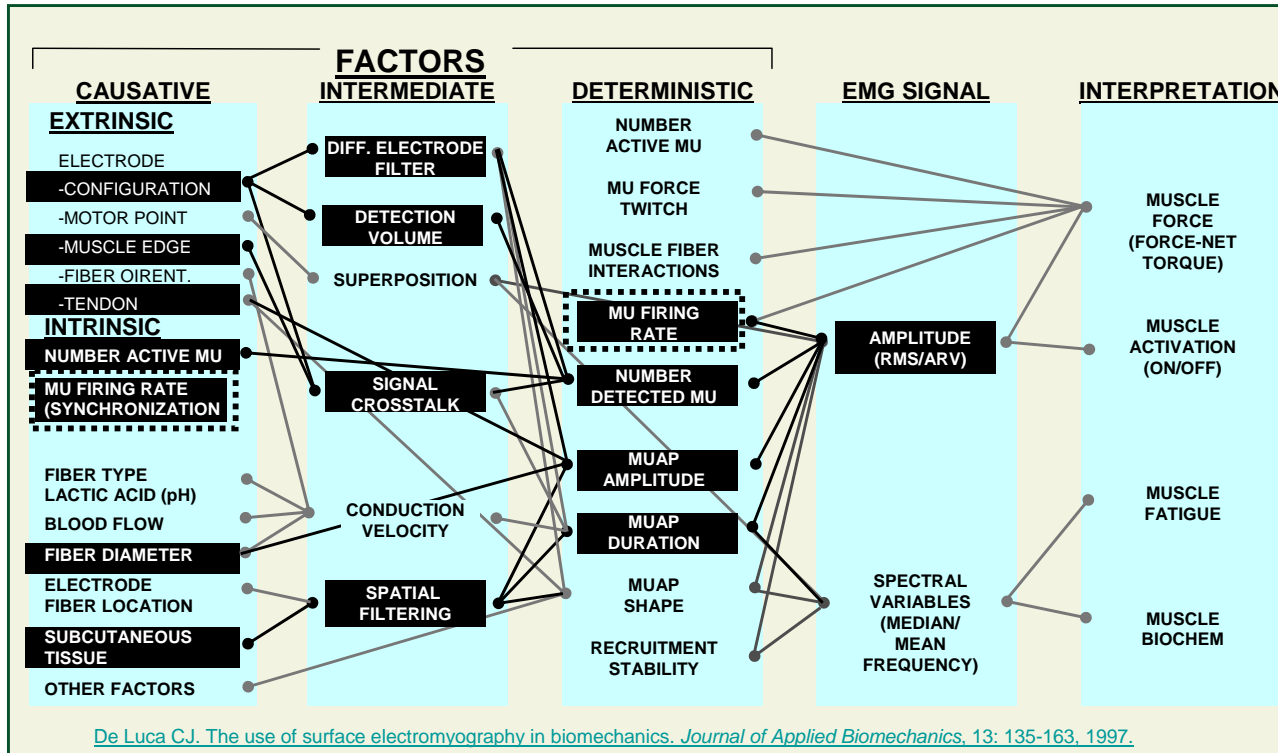 FACTORS
CAUSATIVE
INTERMEDIATE
DETERMINISTIC
EMG SIGNAL
INTERPRETATION
EXTRINSIC
ELECTRODE
-CONFIGURATION
-MOTOR POINT
-MUSCLE EDGE
-FIBER OIRENT.
-TENDON
INTRINSIC
NUMBER ACTIVE MU
MU FIRING RATE
(SYNCHRONIZATION
FIBER TYPE
LACTIC ACID (pH)
BLOOD FLOW
FIBER DIAMETER
ELECTRODE
FIBER LOCATION
SUBCUTANEOUS
TISSUE
OTHER FACTORS
DIFF. ELECTRODE
FILTER
DETECTION
VOLUME
SUPERPOSITION
SIGNAL
CROSSTALK
CONDUCTION
VELOCITY
SPATIAL
FILTERING
NUMBER
ACTIVE MU
MU FORCE
TWITCH
MUSCLE FIBER
INTERACTIONS
MU FIRING
RATE
NUMBER
DETECTED MU
MUAP
AMPLITUDE
MUAP
DURATION
MUAP
SHAPE
RECRUITMENT
STABILITY
AMPLITUDE
(RMS/ARV)
SPECTRAL
VARIABLES
(MEDIAN/
MEAN
FREQUENCY)
MUSCLE
FORCE
(FORCE-NET
TORQUE)
MUSCLE
ACTIVATION
(ON/OFF)
MUSCLE
FATIGUE
MUSCLE
BIOCHEM
De Luca CJ. The use of surface electromyography in biomechanics. Journal of Applied Biomechanics, 13: 135-163, 1997.